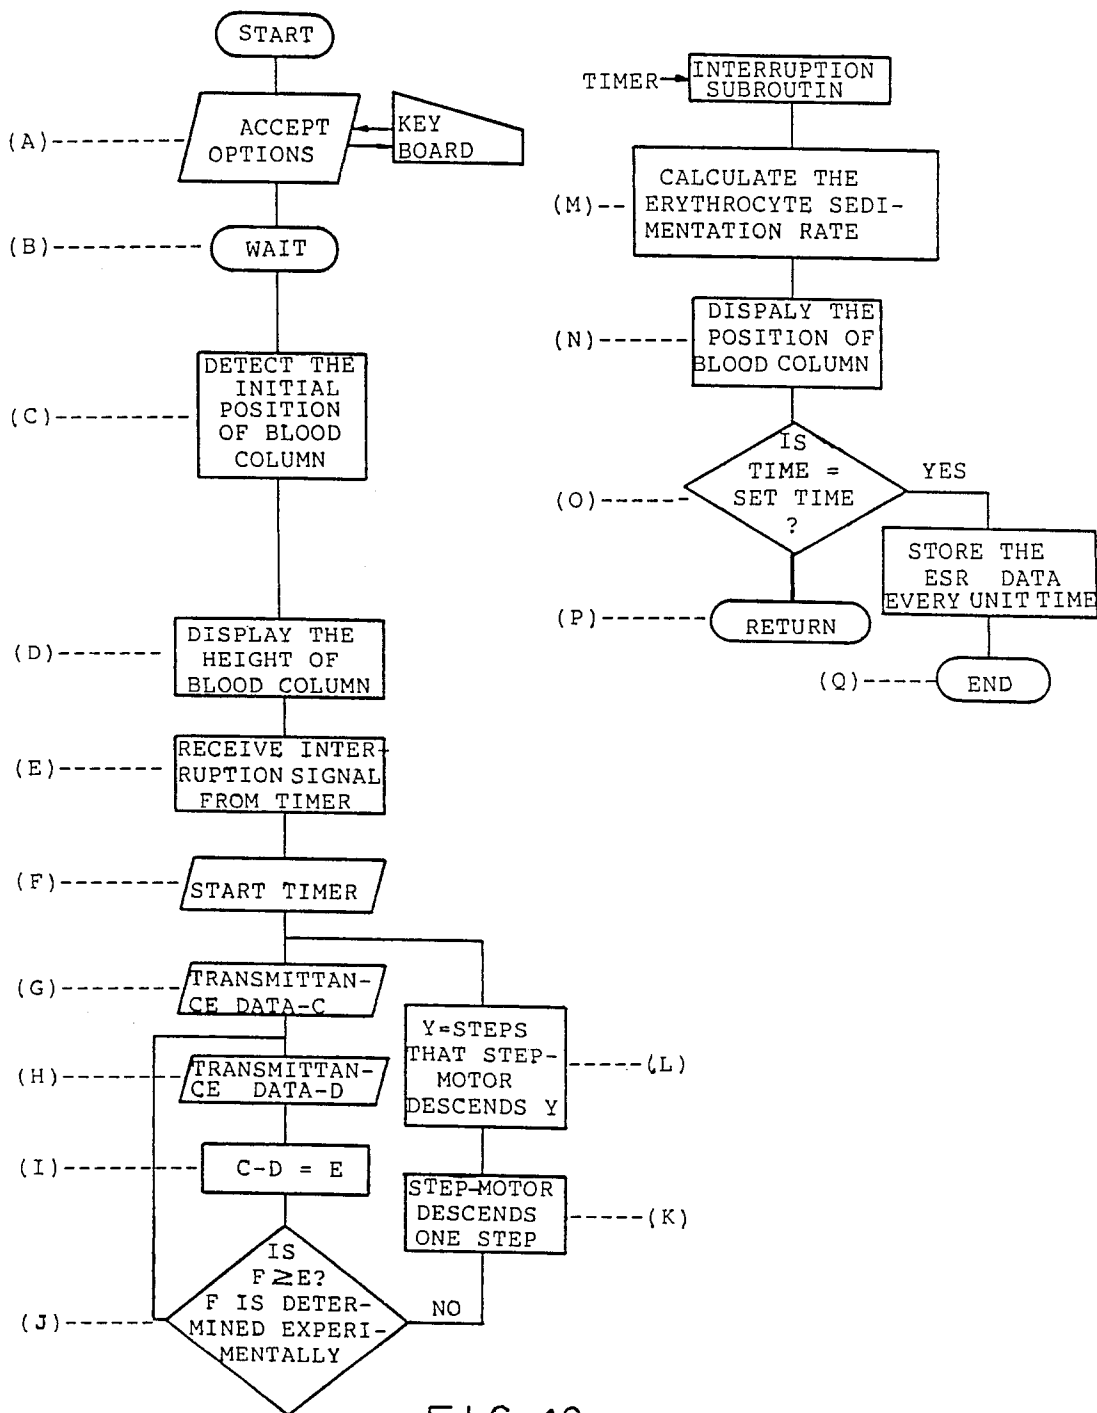 START
(A)
ACCEPT
OPTIONS
KEY
BOARD
(B)
WAIT
(C)
DETECT THE
INITIAL
POSITION
OF BLOOD
COLUMN
(D)
DISPLAY THE
HEIGHT OF
BLOOD COLUMN
(E)
RECEIVE INTER-
RUPTION SIGNAL
FROM TIMER
(F)
START TIMER
(G)
TRANSMITTAN-
CE DATA-C
(H)
TRANSMITTAN-
CE DATA-D
(I)
C-D = E
(J)
IS
F ≥ E?
F IS DETER-
MINED EXPERI-
MENTALLY
NO
Y=STEPS
THAT STEP-
MOTOR
DESCENDS Y
(L)
STEP-MOTOR
DESCENDS
ONE STEP
(K)
TIMER
INTERRUPTION
SUBROUTIN
(M)
CALCULATE THE
ERYTHROCYTE SEDI-
MENTATION RATE
(N)
DISPALY THE
POSITION OF
BLOOD COLUMN
(O)
IS
TIME =
SET TIME
?
YES
STORE THE
ESR DATA
EVERY UNIT TIME
(P)
RETURN
(Q)
END